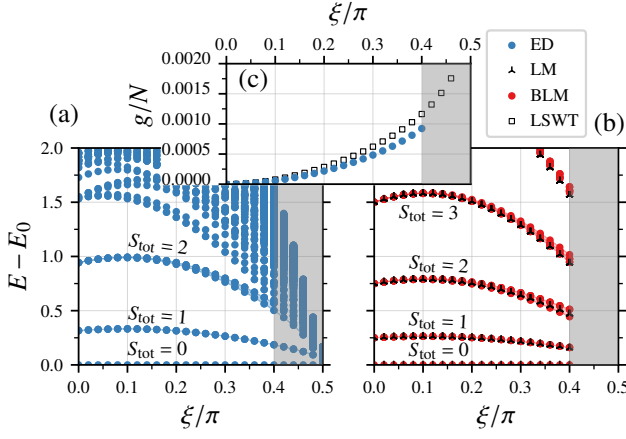 ξ/π
0.0 0.1 0.2 0.3 0.4
0.0020
0.0015
0.0010
0.0005
0.0000
g/N
(c)
ED
LM
BLM
LSWT
(a)
2.0
1.5
1.0
0.5
0.0
E − E₀
S_tot = 2
S_tot = 1
S_tot = 0
0.0 0.1 0.2 0.3 0.4 0.5
ξ/π
(b)
S_tot = 3
S_tot = 2
S_tot = 1
S_tot = 0
0.0 0.1 0.2 0.3 0.4 0.5
ξ/π